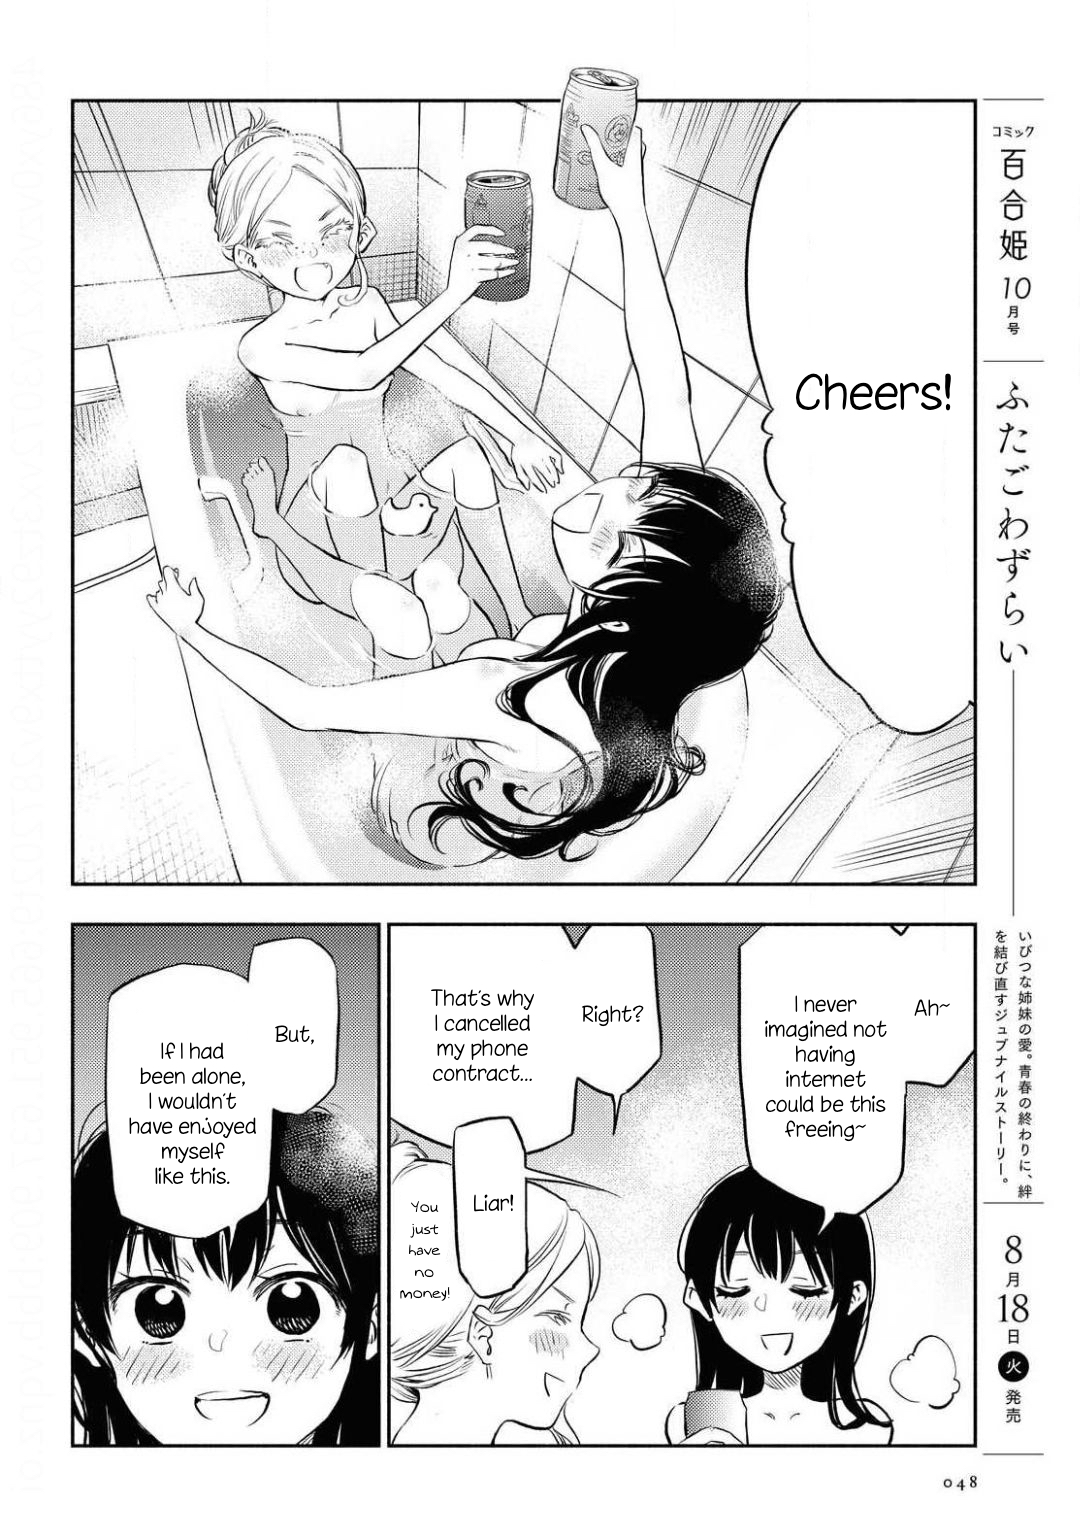 Cheers!
コミック
百合姫
10
月号
ふたごわずらい
いびつな姉妹の愛。青春の終わりに、絆
を結び直すジュブナイルストーリー。
8月18日火発売
Ah~
I never
imagined not
having
internet
could be this
freeing~
Right?
That's why
I cancelled
my phone
contract...
Liar!
You
just
have
no
money!
But,
If I had
been alone,
I wouldn't
have enjoyed
myself
like this.
048